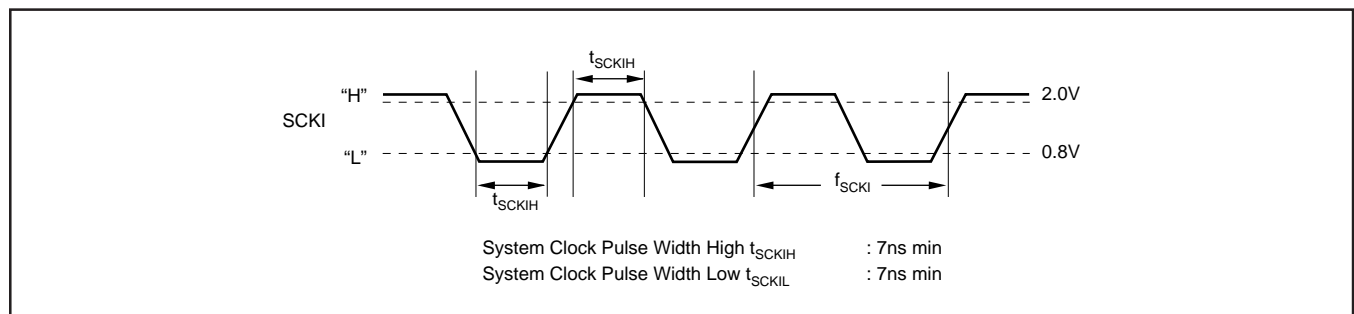 tSCKIH
“H”
2.0V
SCKI
“L”
0.8V
fSCKI
tSCKIH
System Clock Pulse Width High tSCKIH : 7ns min
System Clock Pulse Width Low tSCKIL : 7ns min